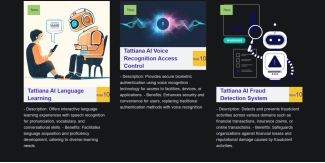 New
Tattiana AI Language
Learning
10
- Description: Offers interactive language
learning experiences with speech recognition
for pronunciation, vocabulary, and
conversational skills. - Benefits: Facilitates
language acquisition and proficiency
development, catering to diverse learning
needs.
New
Tattiana AI Voice
Recognition Access
Control
10
- Description: Provides secure biometric
authentication using voice recognition
technology for access to facilities, devices, or
applications. - Benefits: Enhances security and
convenience for users, replacing traditional
authentication methods with voice recognition.
New
Tattiana AI Fraud
Detection System
10
- Description: Detects and prevents fraudulent
activities across various domains such as
financial transactions, insurance claims, or
online transactions. - Benefits: Safeguards
organizations against financial losses and
reputational damage caused by fraudulent
activities.